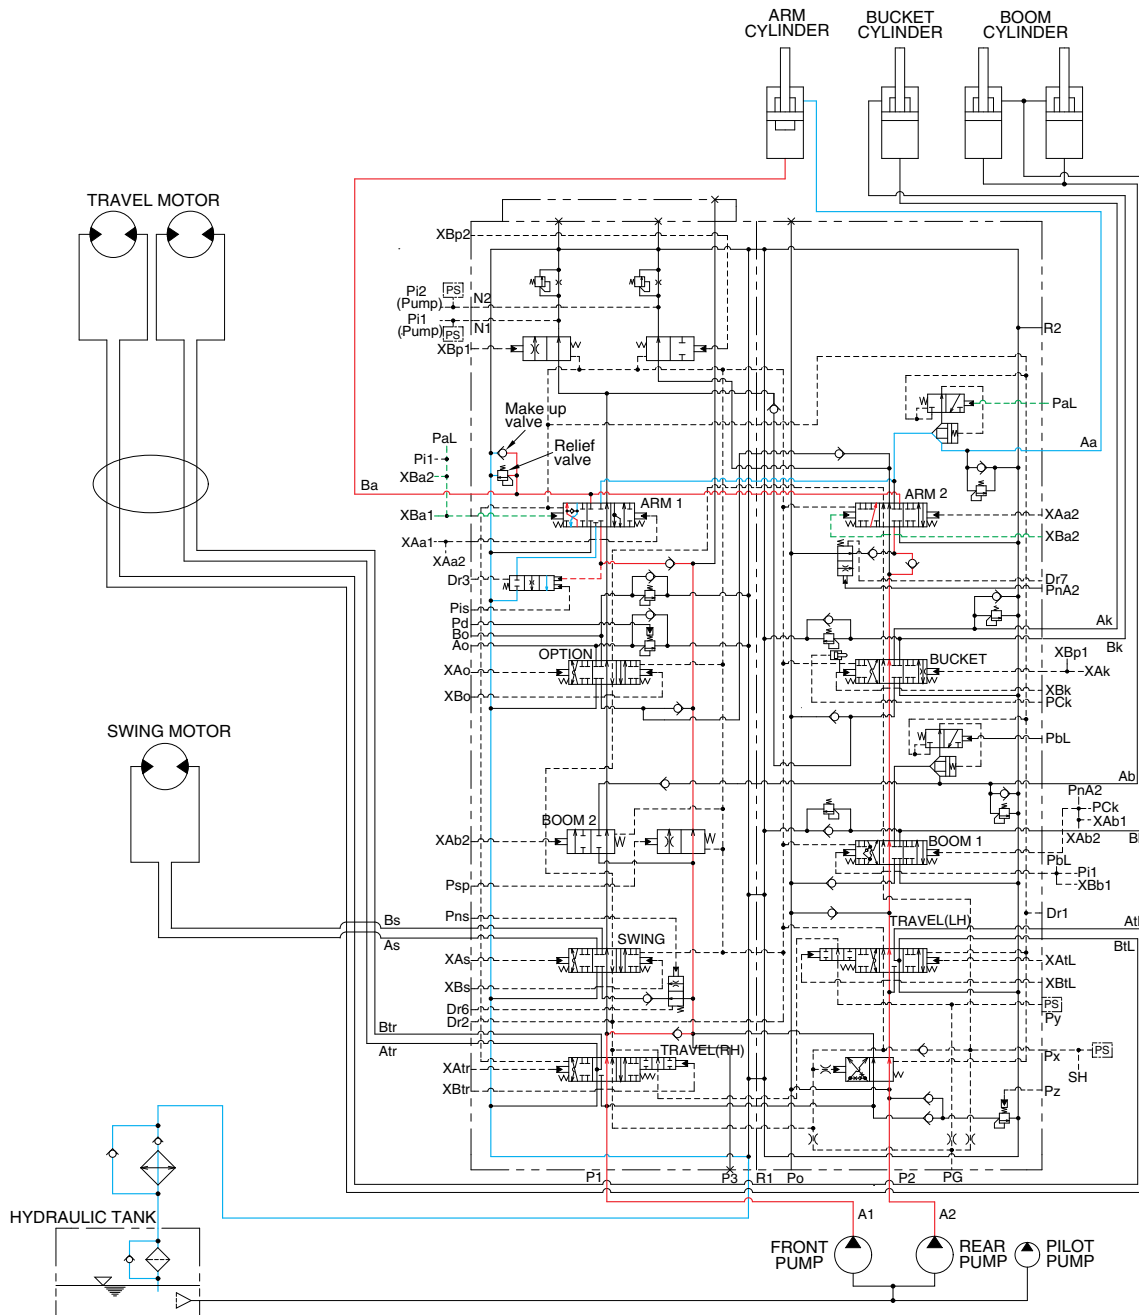 ARM
CYLINDER
BUCKET
CYLINDER
BOOM
CYLINDER
TRAVEL MOTOR
XBp2
Pi2
(Pump)
PS
N2
Pi1
(Pump)
PS
N1
XBp1
R2
PaL
Aa
Make up
valve
Relief
valve
PaL
Pi1
XBa2
Ba
XBa1
ARM 1
ARM 2
XAa2
XBa2
XAa1
XAa2
Dr3
Dr7
PnA2
Pis
Pd
Bo
Ao
Ak
Bk
OPTION
BUCKET
XBp1
XAk
XAo
XBo
XBk
PCk
SWING MOTOR
PbL
Ab
PnA2
PCk
XAb1
XAb2
BOOM 2
BOOM 1
XAb2
B
PbL
Pi1
XBb1
Psp
Pns
Bs
As
Dr1
TRAVEL(LH)
BtL
SWING
XAs
XAtL
XBs
XBtL
Dr6
Dr2
PS
Py
Btr
Atr
TRAVEL(RH)
Px
PS
SH
XAtr
XBtr
Pz
P1
P3
R1
Po
P2
PG
HYDRAULIC TANK
A1
A2
FRONT
PUMP
REAR
PUMP
PILOT
PUMP